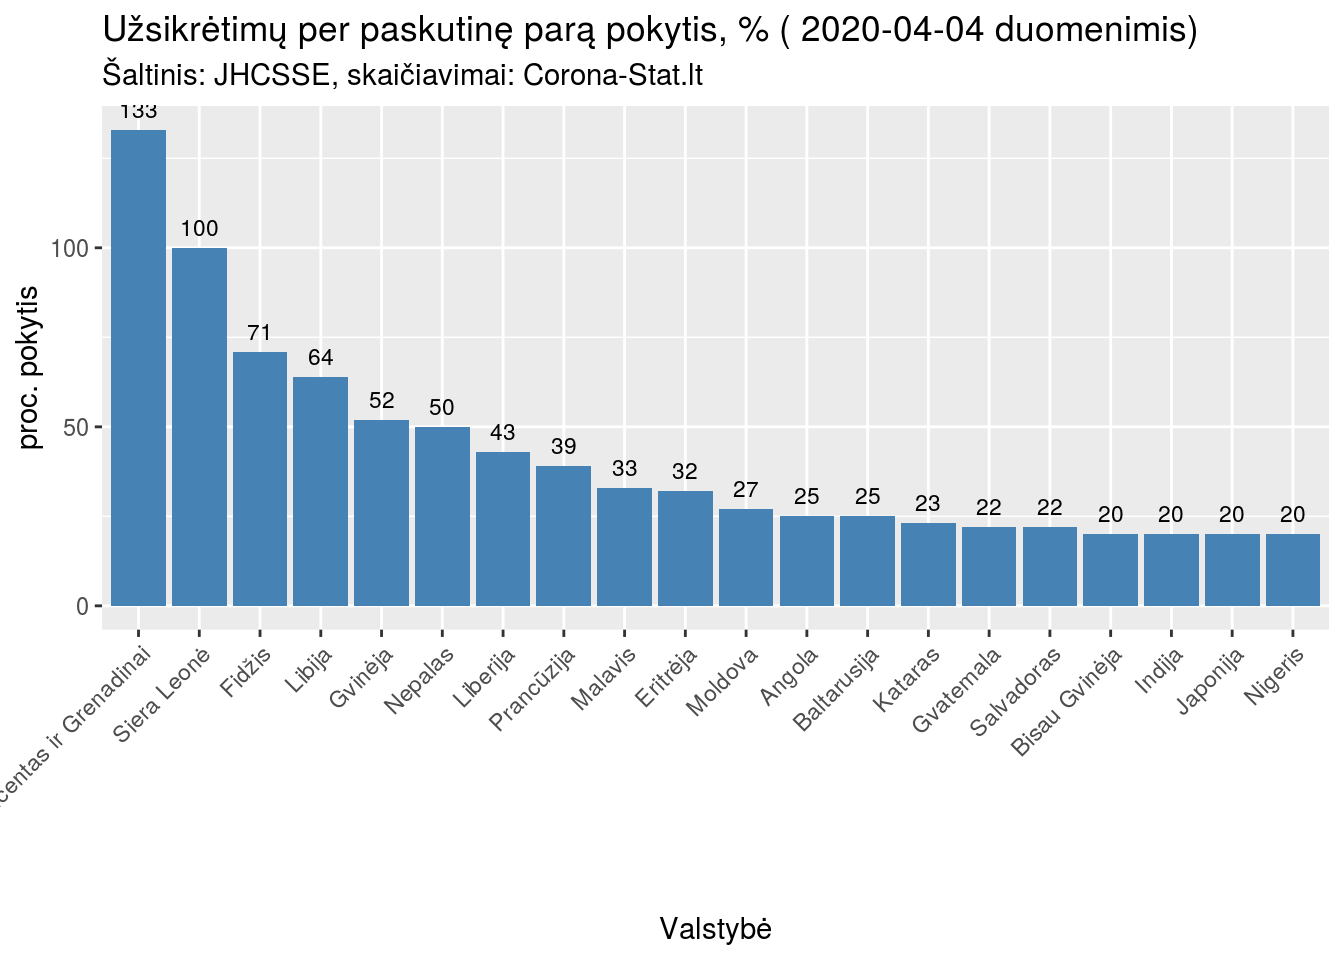 Užsikrėtimų per paskutinę parą pokytis, % ( 2020-04-04 duomenimis)
Šaltinis: JHCSSE, skaičiavimai: Corona-Stat.lt
133
100
71
64
52
50
43
39
33
32
27
25
25
23
22
22
20
20
20
20
proc. pokytis
100
50
0
ir Grenadinai
Siera Leonė
Fidžis
Libija
Gvinėja
Nepalas
Liberija
Prancūzija
Malavis
Eritrėja
Moldova
Angola
Baltarusija
Kataras
Gvatemala
Salvadoras
Bisau Gvinėja
Indija
Japonija
Nigeris
Valstybė